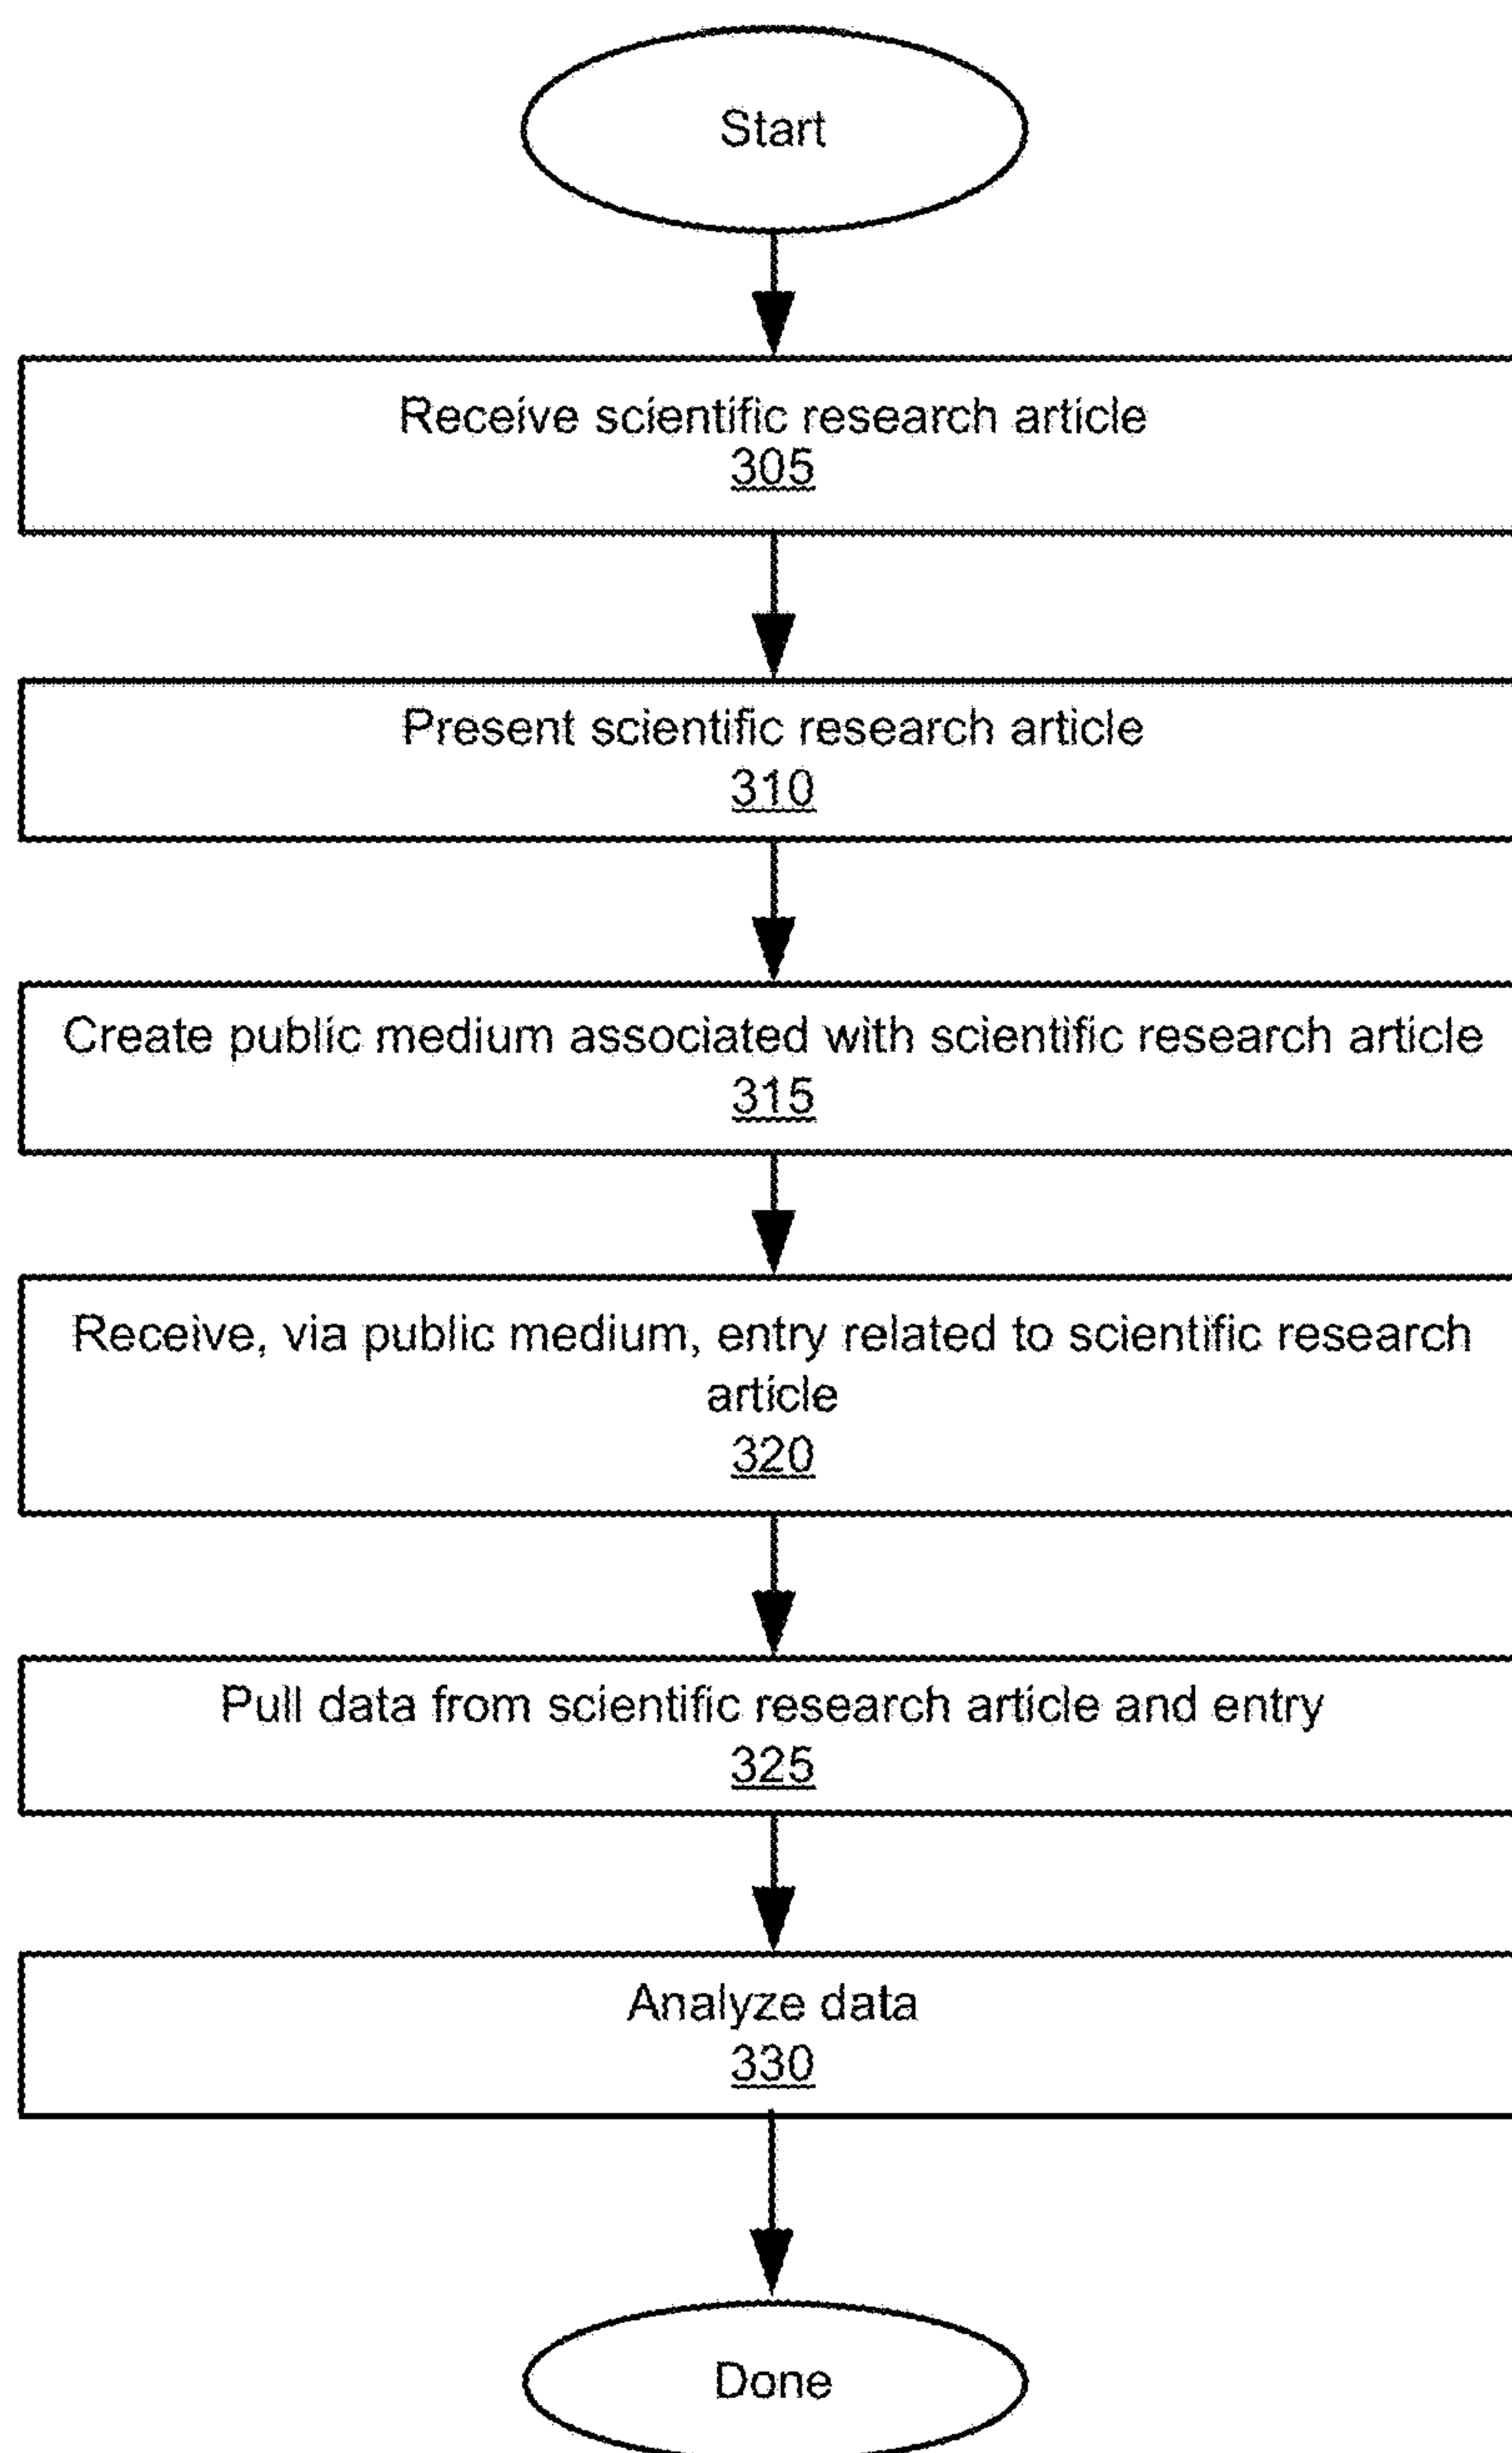 Start
Receive scientific research article
305
Present scientific research article
310
Create public medium associated with scientific research article
315
Receive, via public medium, entry related to scientific research
article
320
Pull data from scientific research article and entry
325
Analyze data
330
Done